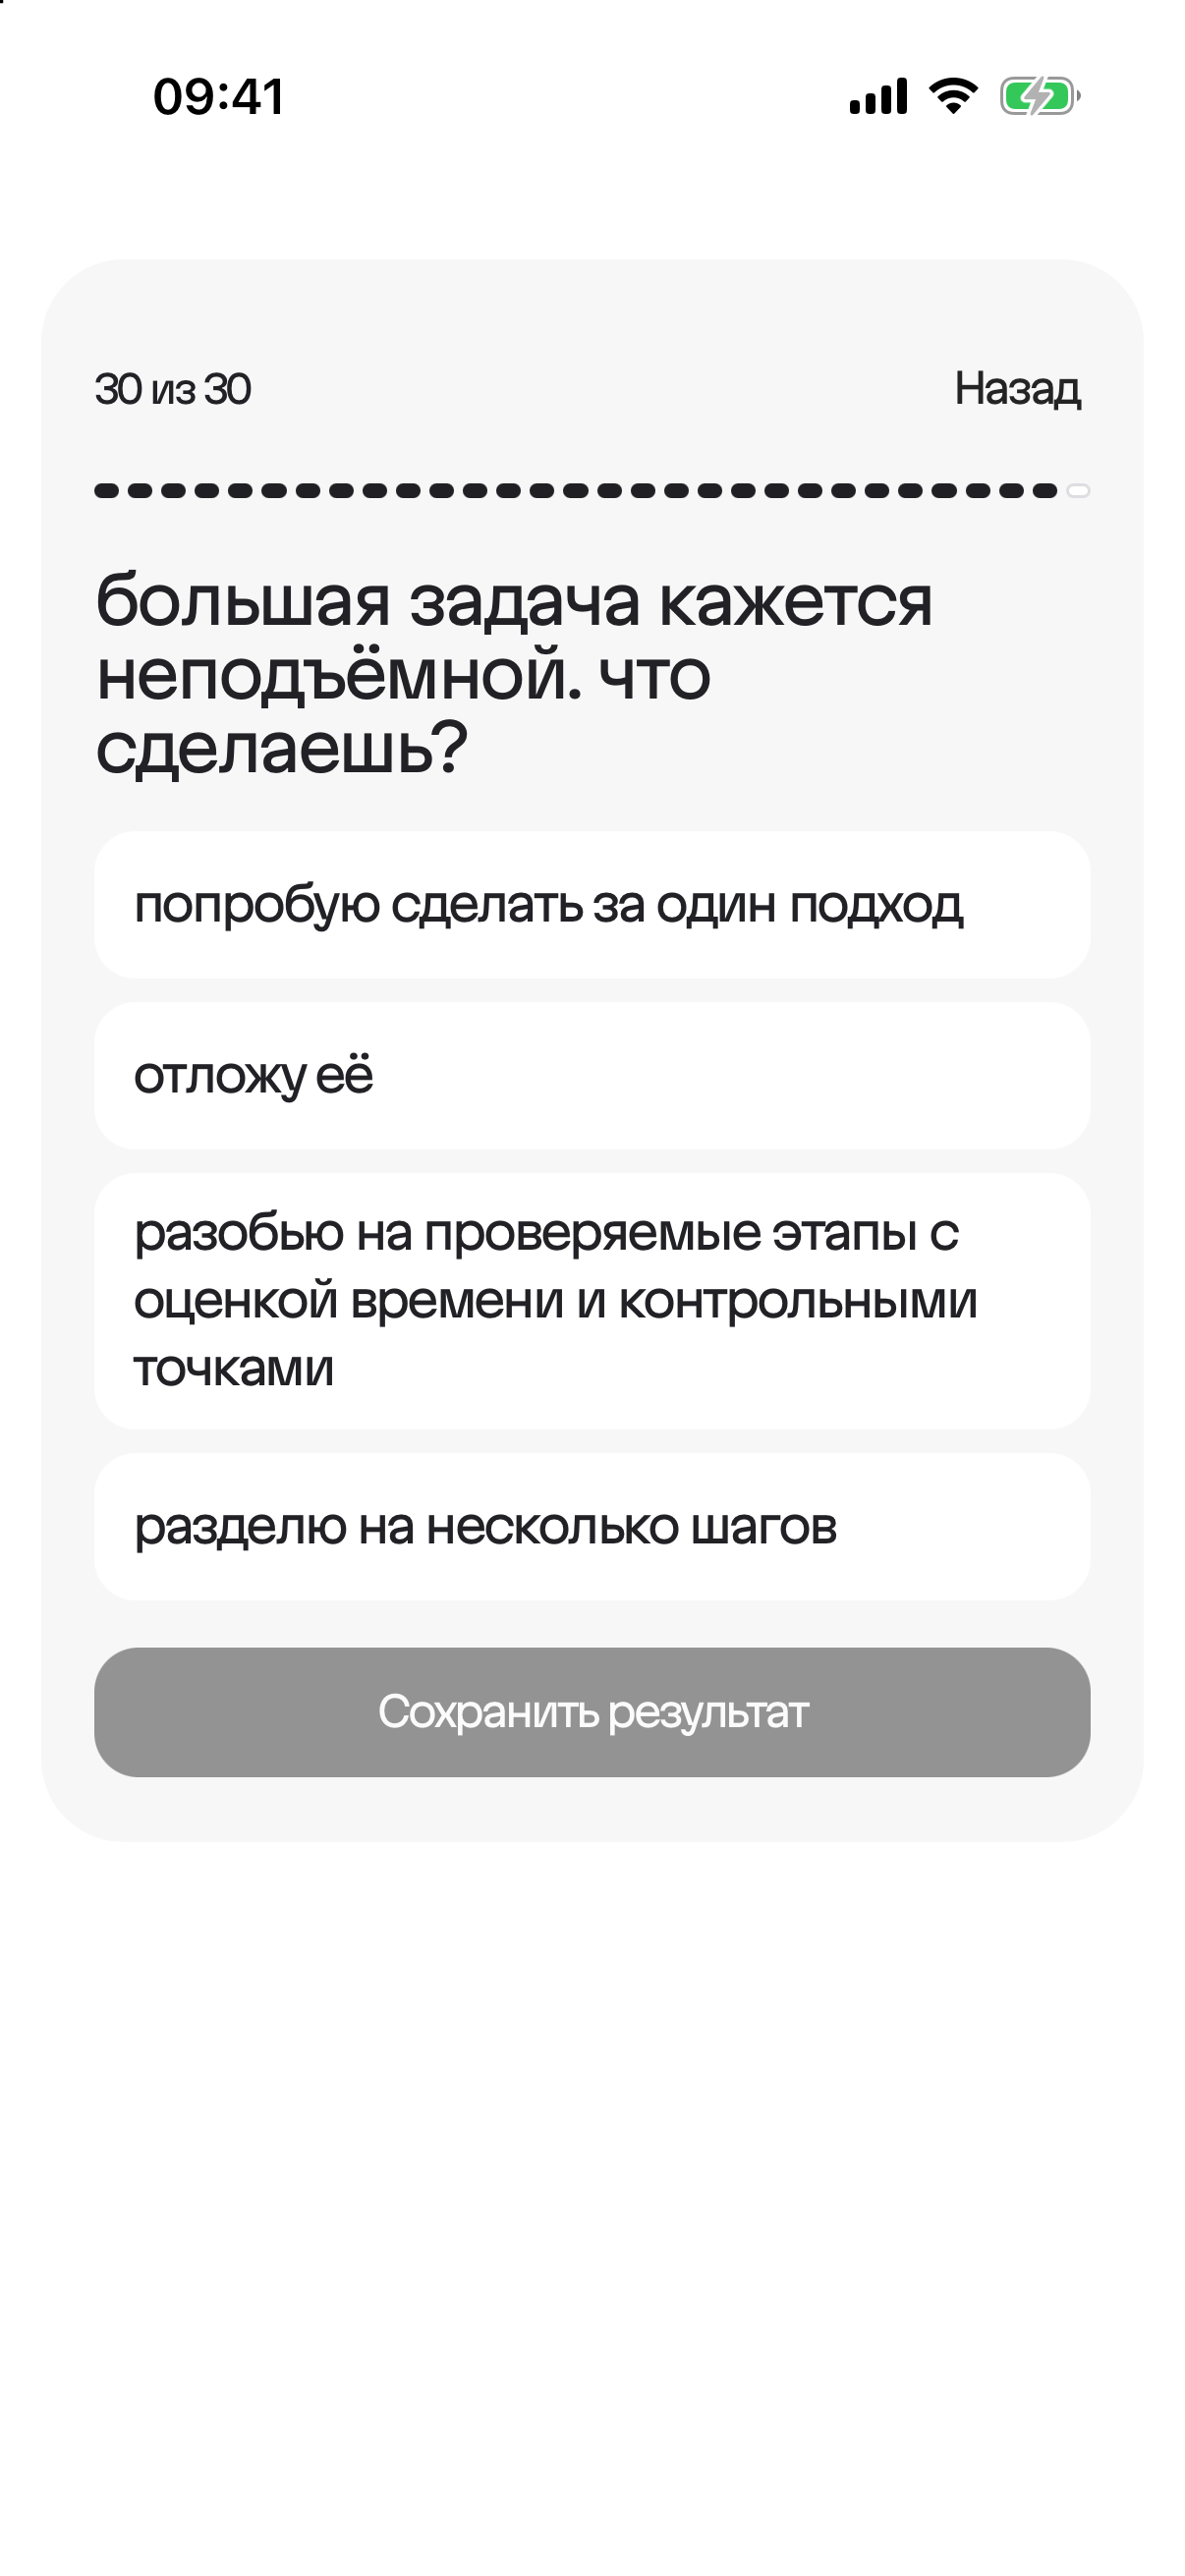 09:41
30 из 30
Назад
большая задача кажется
неподъёмной. что
сделаешь?
попробую сделать за один подход
отложу её
разобью на проверяемые этапы с
оценкой времени и контрольными
точками
разделю на несколько шагов
Сохранить результат